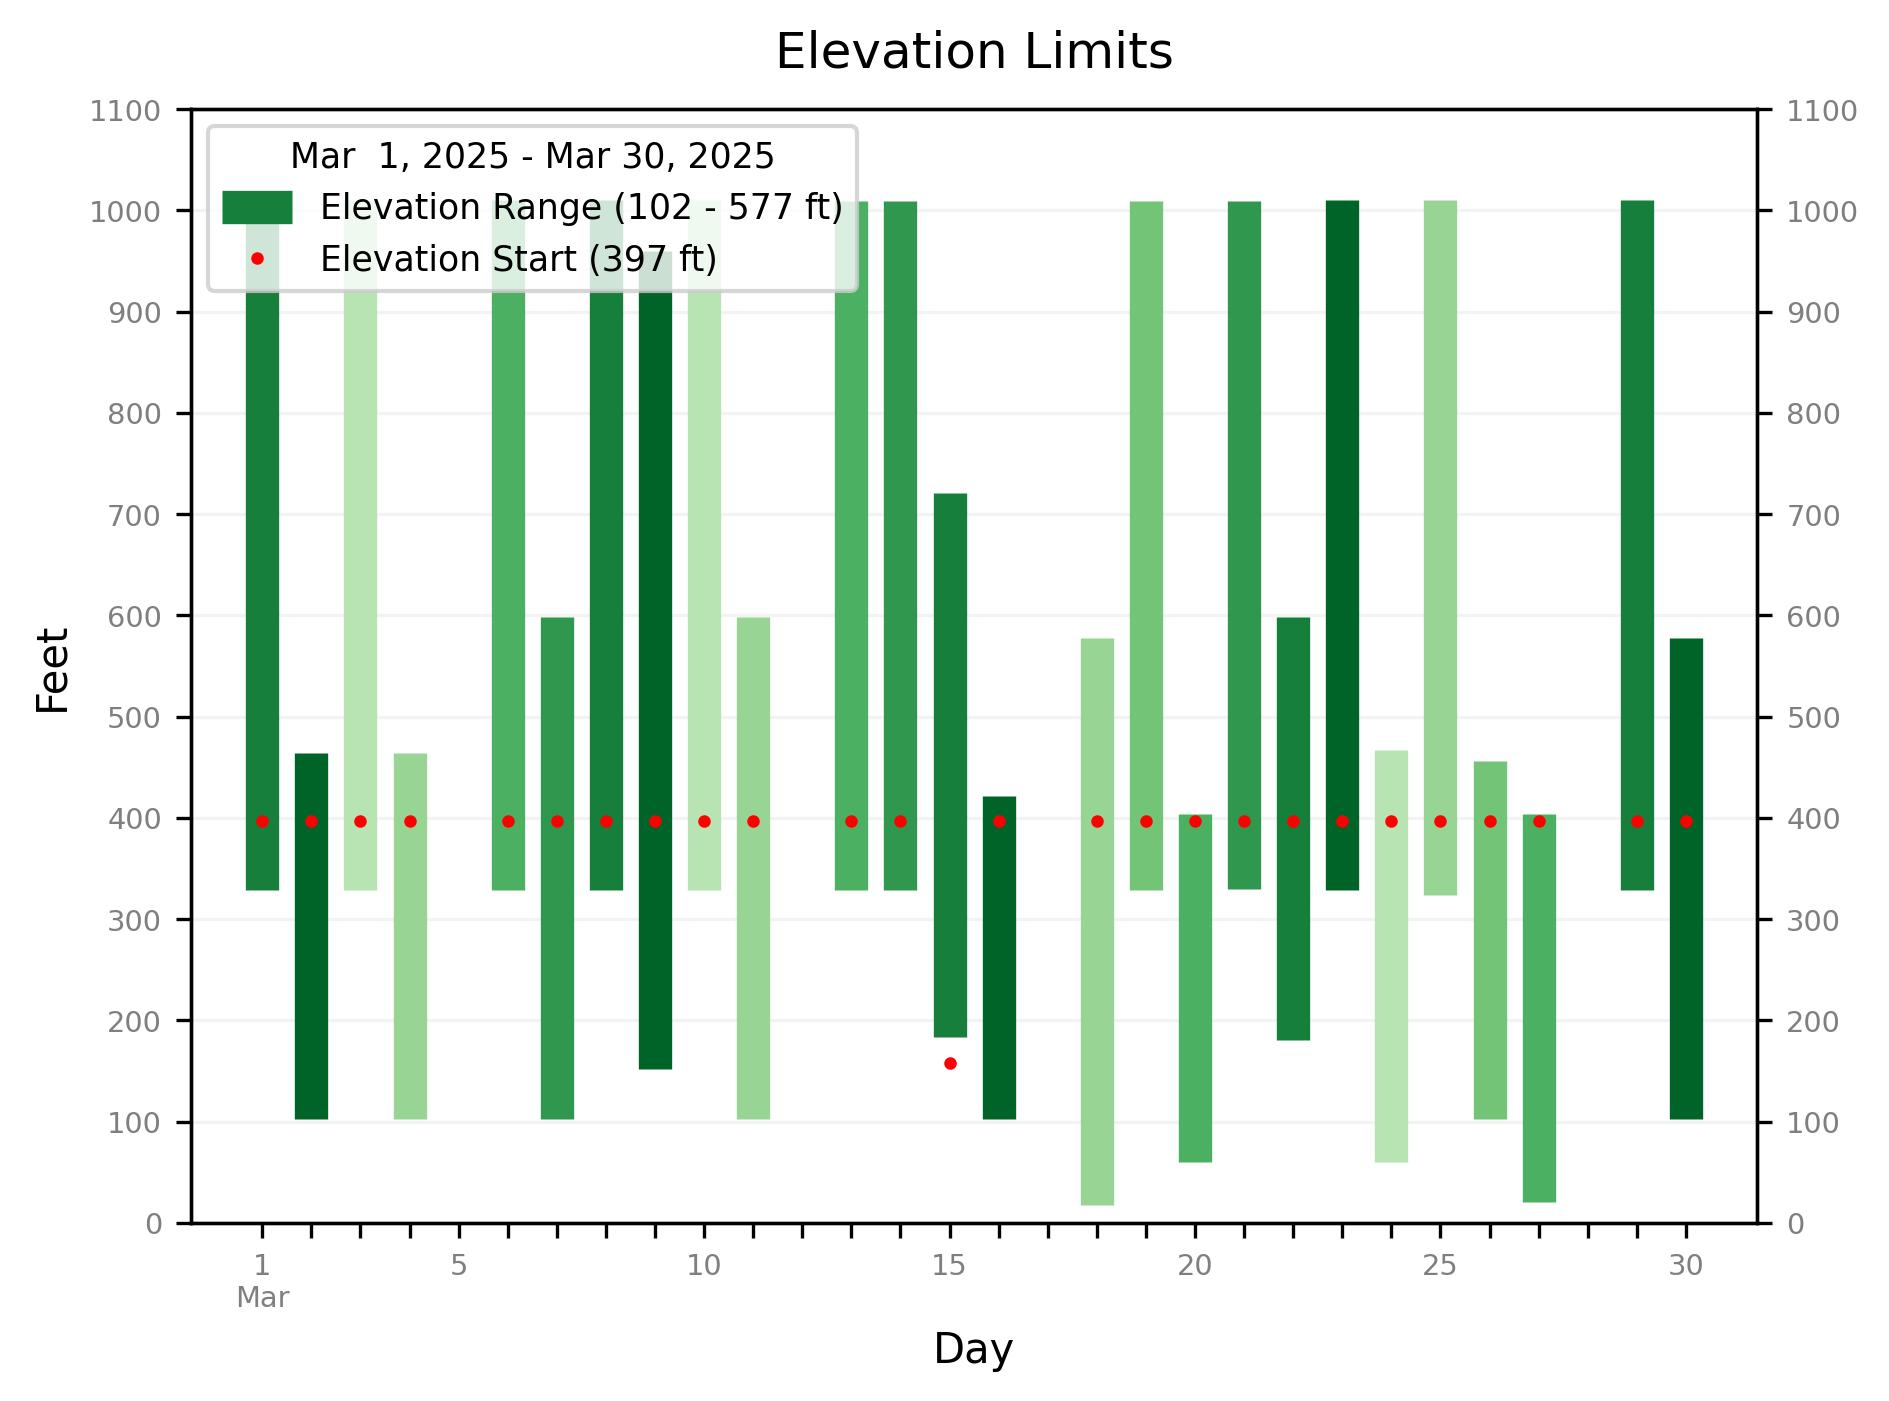 Elevation Limits
1100 1100
Mar  1, 2025 - Mar 30, 2025
Elevation Range (102 - 577 ft)
1000 1000
Elevation Start (397 ft)
900 900
800 800
700 700
600 600
Feet
500 500
400 400
300 300
200 200
100 100
0 0
1 5 10 15 20 25 30
Mar
Day